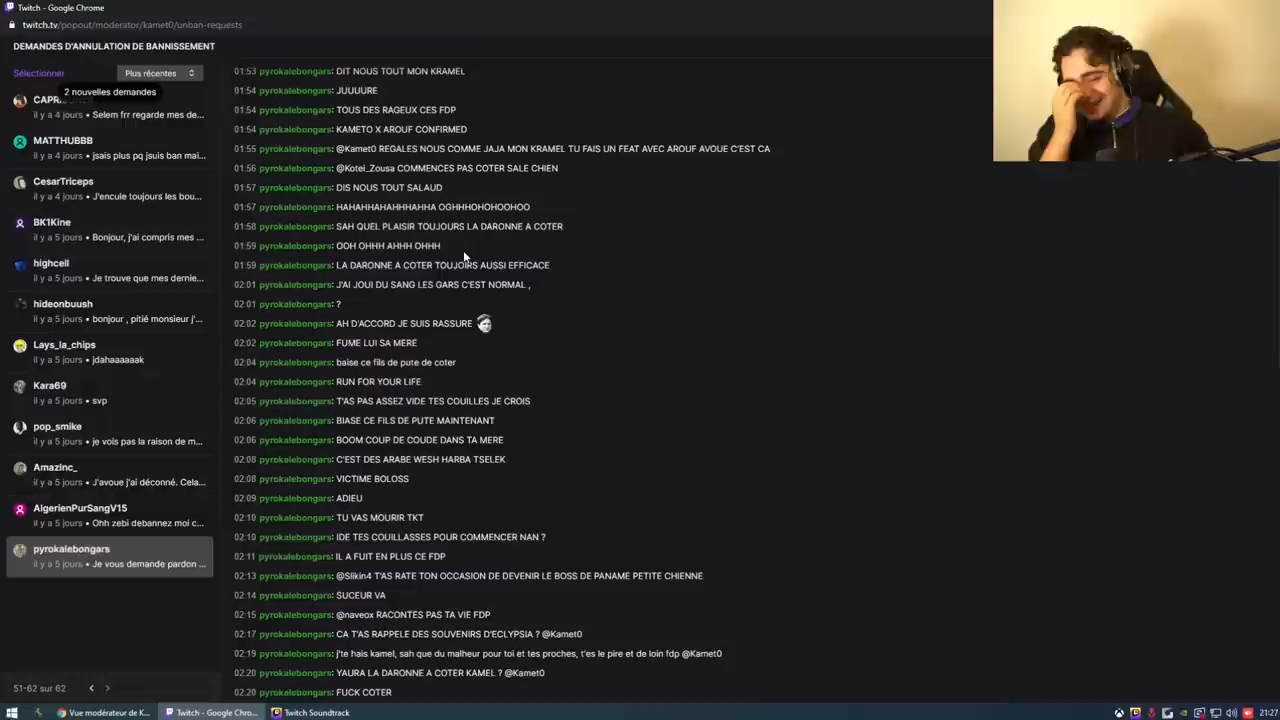 Twitch - Google Chrome
twitch.tv/popout/moderator/kamet0/unban-requests
DEMANDES D'ANNULATION DE BANNISSEMENT
Sélectionner
Plus récentes
2 nouvelles demandes
il y a 4 jours • Selem frr regarde mes de...
MATTHUBBB
il y a 4 jours • jsais plus pq jsuis ban mai...
CesarTriceps
il y a 4 jours • J'encule toujours les bou...
BK1Kine
il y a 5 jours • Bonjour, j'ai compris mes ...
highceil
il y a 5 jours • Je trouve que mes dernie...
hideonbuush
il y a 5 jours • bonjour , pitié monsieur j'...
Lays_la_chips
il y a 5 jours • jdahaaaaak
Kara69
il y a 5 jours • svp
pop_smike
il y a 5 jours • je vois pas la raison de m...
AmazInc_
il y a 5 jours • J'avoue j'ai déconné. Cela...
AlgerienPurSangV15
il y a 5 jours • Ohh zebi debannez moi c...
pyrokalebongars
il y a 5 jours • Je vous demande pardon ...
51-62 sur 62
01:53 pyrokalebongars: DIT NOUS TOUT MON KRAMEL
01:54 pyrokalebongars: JUUUURE
01:54 pyrokalebongars: TOUS DES RAGEUX CES FDP
01:54 pyrokalebongars: KAMETO X AROUF CONFIRMED
01:55 pyrokalebongars: @Kamet0 REGALES NOUS COMME JAJA MON KRAMEL TU FAIS UN FEAT AVEC AROUF AVOUE C'EST CA
01:56 pyrokalebongars: @Kotei_Zousa COMMENCES PAS COTER SALE CHIEN
01:57 pyrokalebongars: DIS NOUS TOUT SALAUD
01:57 pyrokalebongars: HAHAHHAHAHHHAHHA OGHHHOHOHOOHOO
01:58 pyrokalebongars: SAH QUEL PLAISIR TOUJOURS LA DARONNE A COTER
01:59 pyrokalebongars: OOH OHHH AHHH OHHH
01:59 pyrokalebongars: LA DARONNE A COTER TOUJOIRS AUSSI EFFICACE
02:01 pyrokalebongars: J'AI JOUI DU SANG LES GARS C'EST NORMAL ,
02:01 pyrokalebongars: ?
02:02 pyrokalebongars: AH D'ACCORD JE SUIS RASSURE
02:02 pyrokalebongars: FUME LUI SA MERE
02:04 pyrokalebongars: baise ce fils de pute de coter
02:04 pyrokalebongars: RUN FOR YOUR LIFE
02:05 pyrokalebongars: T'AS PAS ASSEZ VIDE TES COUILLES JE CROIS
02:06 pyrokalebongars: BIASE CE FILS DE PUTE MAINTENANT
02:06 pyrokalebongars: BOOM COUP DE COUDE DANS TA MERE
02:08 pyrokalebongars: C'EST DES ARABE WESH HARBA TSELEK
02:08 pyrokalebongars: VICTIME BOLOSS
02:09 pyrokalebongars: ADIEU
02:10 pyrokalebongars: TU VAS MOURIR TKT
02:10 pyrokalebongars: IDE TES COUILLASSES POUR COMMENCER NAN ?
02:11 pyrokalebongars: IL A FUIT EN PLUS CE FDP
02:13 pyrokalebongars: @Slikin4 T'AS RATE TON OCCASION DE DEVENIR LE BOSS DE PANAME PETITE CHIENNE
02:14 pyrokalebongars: SUCEUR VA
02:15 pyrokalebongars: @naveox RACONTES PAS TA VIE FDP
02:17 pyrokalebongars: CA T'AS RAPPELE DES SOUVENIRS D'ECLYPSIA ? @Kamet0
02:19 pyrokalebongars: j'te hais kamel, sah que du malheur pour toi et tes proches, t'es le pire et de loin fdp @Kamet0
02:20 pyrokalebongars: YAURA LA DARONNE A COTER KAMEL ? @Kamet0
02:20 pyrokalebongars: FUCK COTER
Vue modérateur de K...
Twitch - Google Chro...
Twitch Soundtrack
21:27